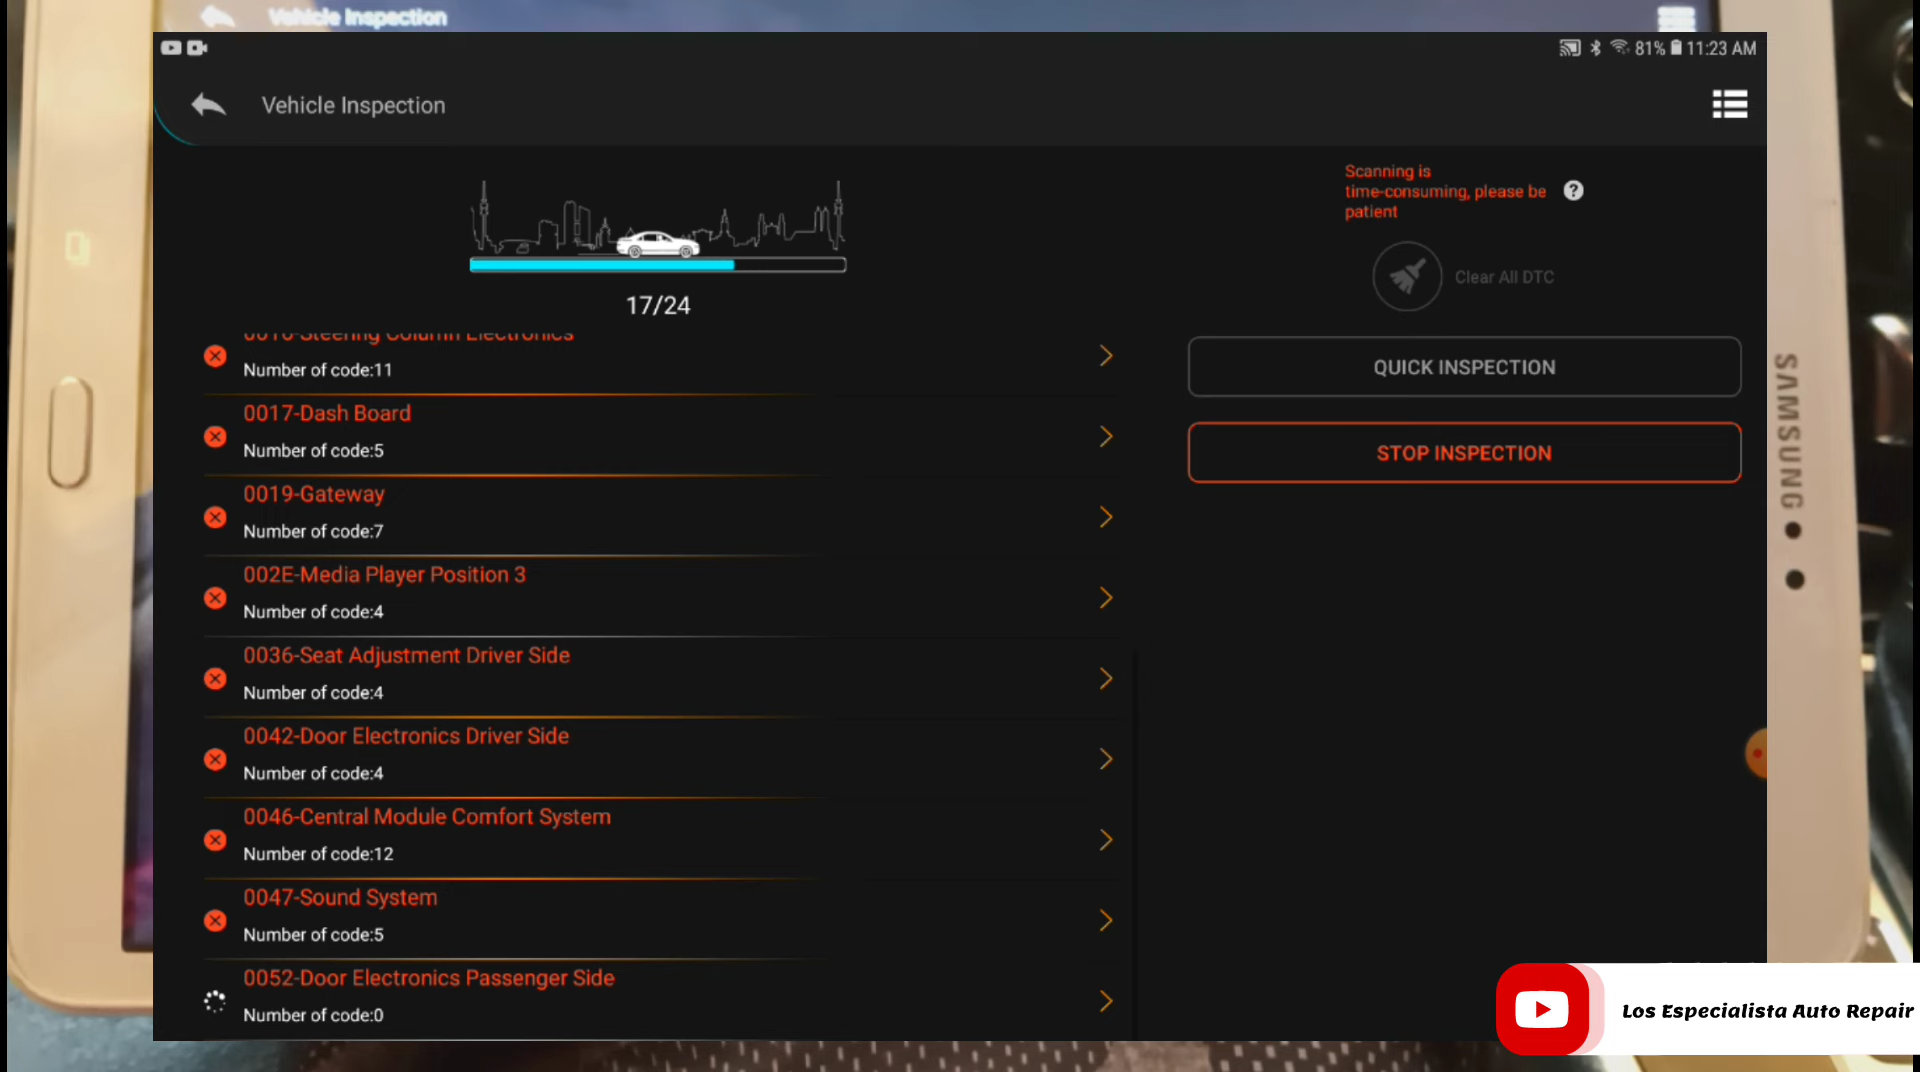 Vehicle Inspection
81% 11:23 AM
Vehicle Inspection
Scanning is
time-consuming, please be
patient
?
Clear All DTC
17/24
QUICK INSPECTION
STOP INSPECTION
0016-Steering Column Electronics
Number of code:11
0017-Dash Board
Number of code:5
0019-Gateway
Number of code:7
002E-Media Player Position 3
Number of code:4
0036-Seat Adjustment Driver Side
Number of code:4
0042-Door Electronics Driver Side
Number of code:4
0046-Central Module Comfort System
Number of code:12
0047-Sound System
Number of code:5
0052-Door Electronics Passenger Side
Number of code:0
SAMSUNG
Los Especialista Auto Repair